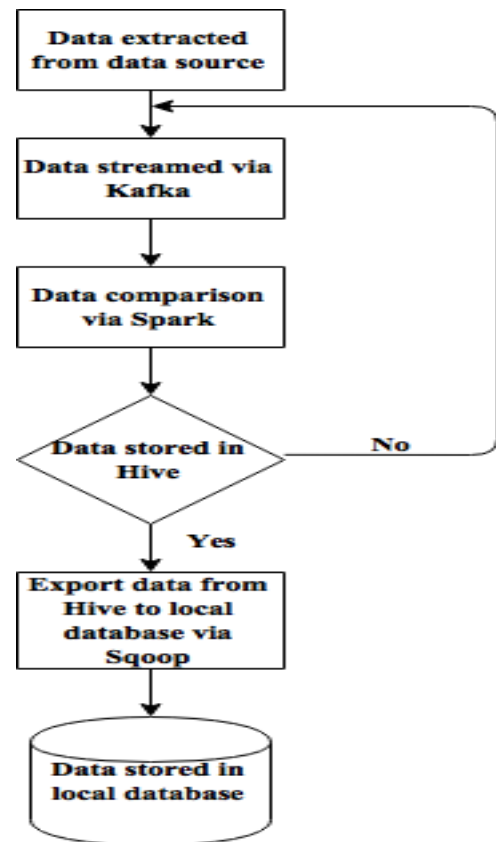 Data extracted
from data source
Data streamed via
Kafka
Data comparison
via Spark
Data stored in
Hive
No
Yes
Export data from
Hive to local
database via
Sqoop
Data stored in
local database